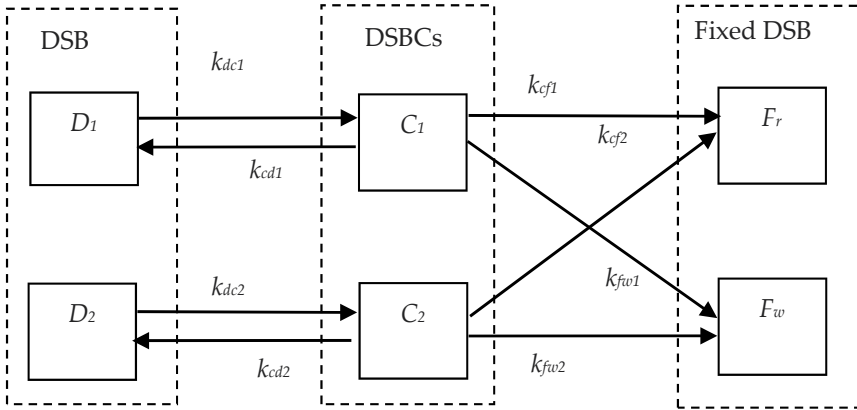 DSB
DSBCs
Fixed DSB
kdc1
kcf1
D1
C1
Fr
kcf2
kcd1
kfw1
kdc2
D2
C2
Fw
kcd2
kfw2